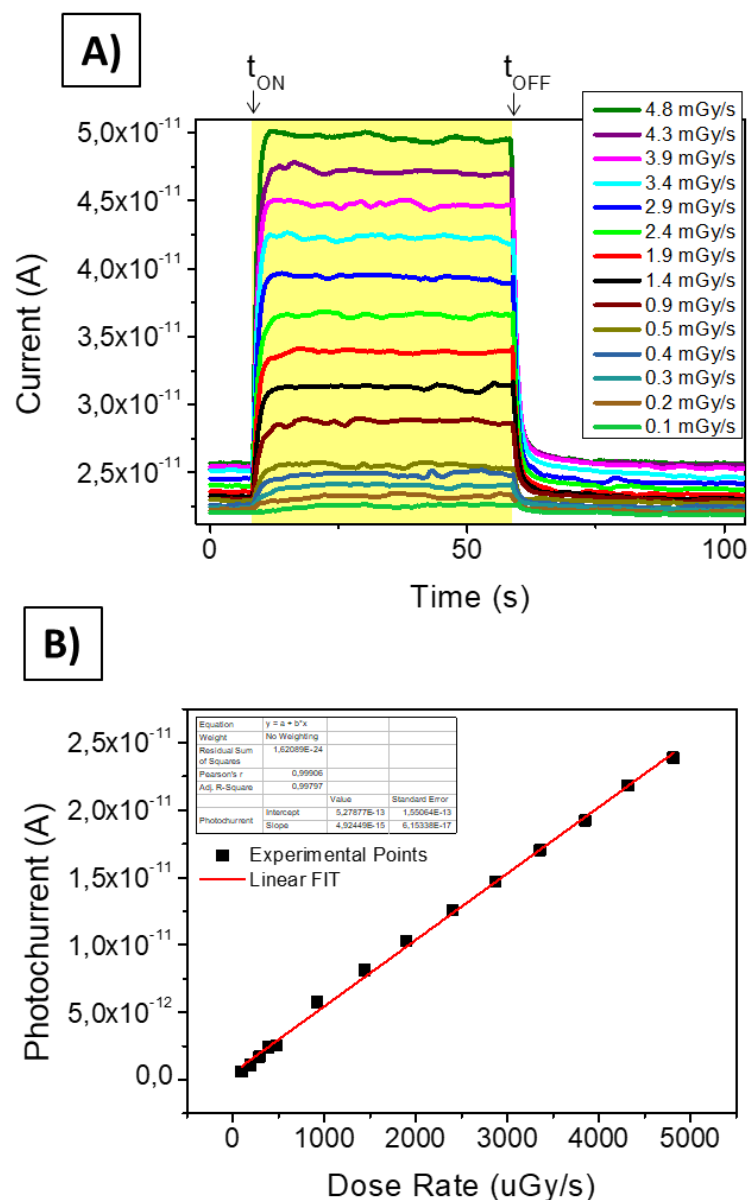 A)
tON
tOFF
5,0x10⁻¹¹
4,5x10⁻¹¹
4,0x10⁻¹¹
3,5x10⁻¹¹
3,0x10⁻¹¹
2,5x10⁻¹¹
Current (A)
4.8 mGy/s
4.3 mGy/s
3.9 mGy/s
3.4 mGy/s
2.9 mGy/s
2.4 mGy/s
1.9 mGy/s
1.4 mGy/s
0.9 mGy/s
0.5 mGy/s
0.4 mGy/s
0.3 mGy/s
0.2 mGy/s
0.1 mGy/s
0 50 100
Time (s)
B)
2,5x10⁻¹¹
2,0x10⁻¹¹
1,5x10⁻¹¹
1,0x10⁻¹¹
5,0x10⁻¹²
0,0
Photochurrent (A)
Equation y = a + b*x
Weight No Weighting
Residual Sum of Squares 1,62089E-24
Pearson's r 0,99906
Adj. R-Square 0,99797
Value Standard Error
Photochurrent Intercept 5,27877E-13 1,55064E-13
Slope 4,92449E-15 6,15338E-17
Experimental Points
Linear FIT
0 1000 2000 3000 4000 5000
Dose Rate (uGy/s)